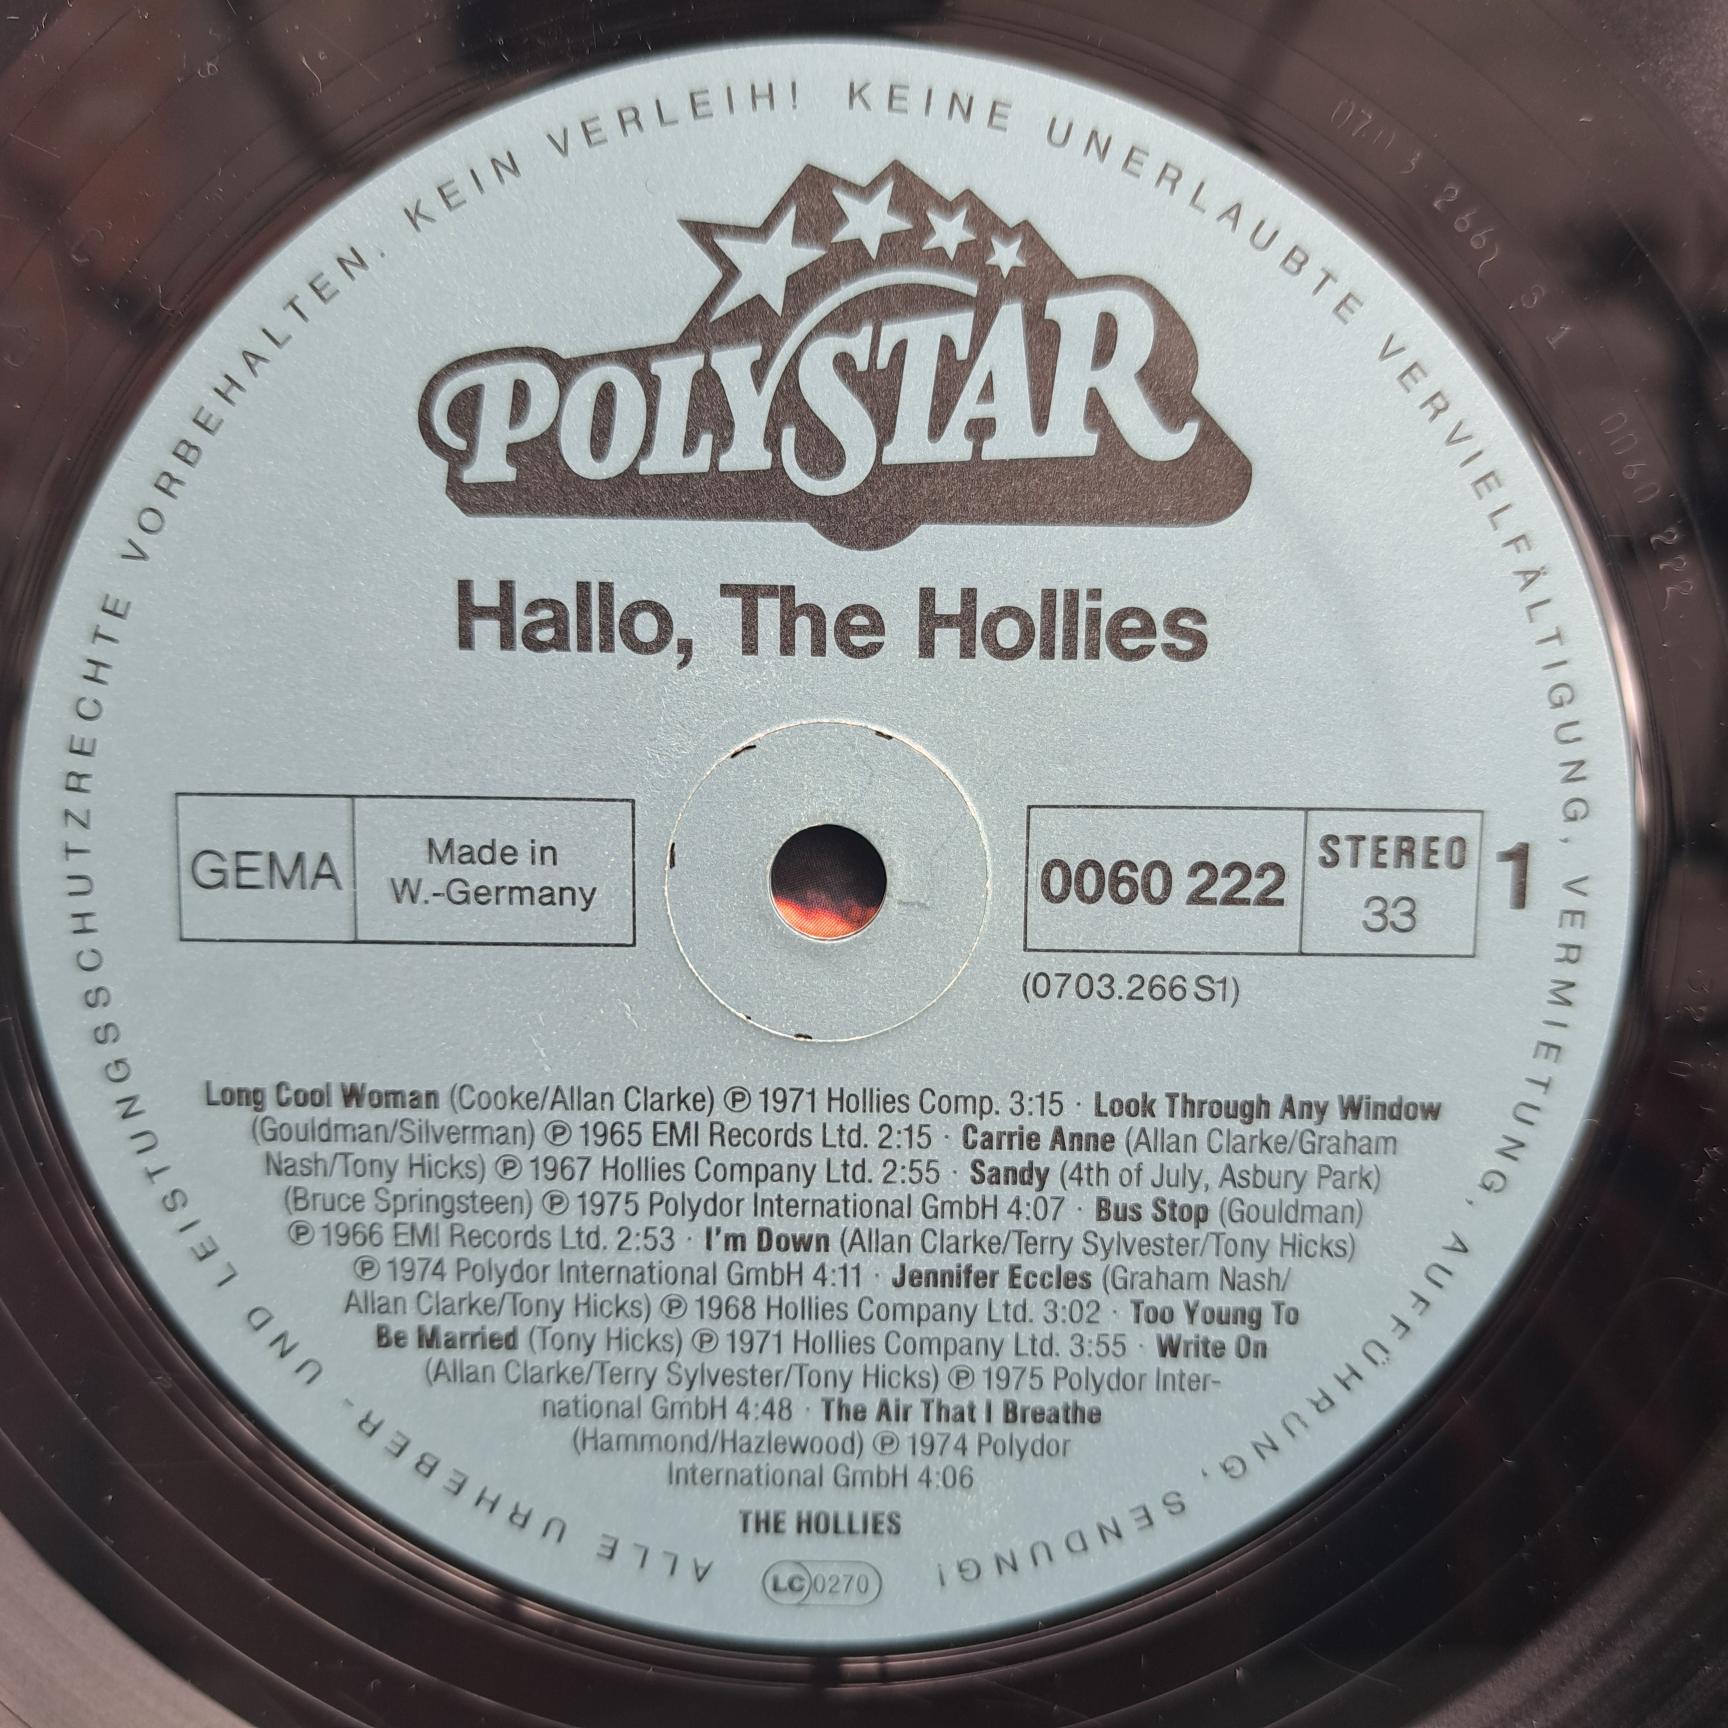 ALLE URHEBER- UND LEISTUNGSSCHUTZRECHTE VORBEHALTEN. KEIN VERLEIH! KEINE UNERLAUBTE VERVIELFÄLTIGUNG, VERMIETUNG, AUFFÜHRUNG, SENDUNG!
POLYSTAR
Hallo, The Hollies
GEMA
Made in
W.-Germany
0060 222
STEREO
33
1
(0703.266 S1)
Long Cool Woman (Cooke/Allan Clarke) ℗ 1971 Hollies Comp. 3:15 · Look Through Any Window
(Gouldman/Silverman) ℗ 1965 EMI Records Ltd. 2:15 · Carrie Anne (Allan Clarke/Graham
Nash/Tony Hicks) ℗ 1967 Hollies Company Ltd. 2:55 · Sandy (4th of July, Asbury Park)
(Bruce Springsteen) ℗ 1975 Polydor International GmbH 4:07 · Bus Stop (Gouldman)
℗ 1966 EMI Records Ltd. 2:53 · I'm Down (Allan Clarke/Terry Sylvester/Tony Hicks)
℗ 1974 Polydor International GmbH 4:11 · Jennifer Eccles (Graham Nash/
Allan Clarke/Tony Hicks) ℗ 1968 Hollies Company Ltd. 3:02 · Too Young To
Be Married (Tony Hicks) ℗ 1971 Hollies Company Ltd. 3:55 · Write On
(Allan Clarke/Terry Sylvester/Tony Hicks) ℗ 1975 Polydor Inter-
national GmbH 4:48 · The Air That I Breathe
(Hammond/Hazlewood) ℗ 1974 Polydor
International GmbH 4:06
THE HOLLIES
LC 0270
0060 222